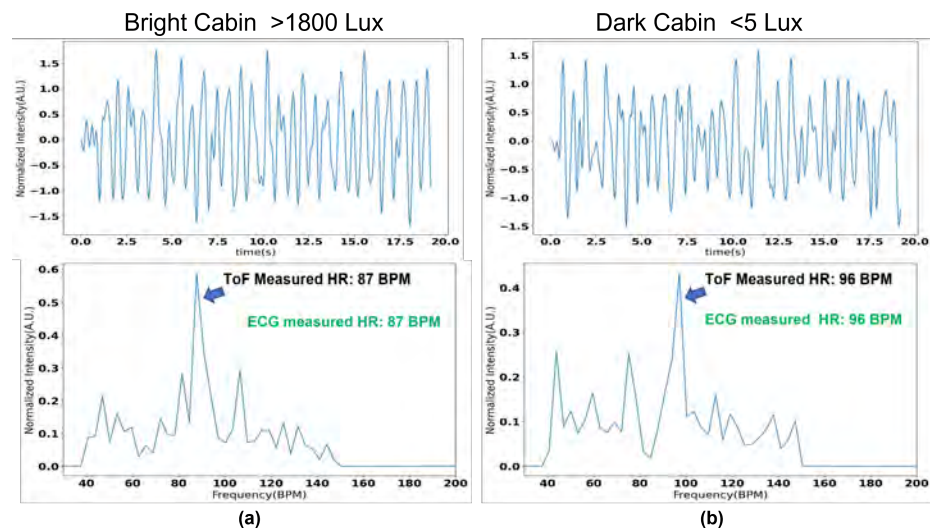 Bright Cabin >1800 Lux
Dark Cabin <5 Lux
Normalized Intensity(A.U.)
1.5
1.0
0.5
0.0
−0.5
−1.0
−1.5
0.0 2.5 5.0 7.5 10.0 12.5 15.0 17.5 20.0
time(s)
Normalized Intensity(A.U.)
1.5
1.0
0.5
0.0
−0.5
−1.0
−1.5
0.0 2.5 5.0 7.5 10.0 12.5 15.0 17.5 20.0
time(s)
Normalized Intensity(A.U.)
0.6
0.5
0.4
0.3
0.2
0.1
0.0
ToF Measured HR: 87 BPM
ECG measured HR: 87 BPM
40 60 80 100 120 140 160 180 200
Frequency(BPM)
(a)
Normalized Intensity(A.U.)
0.4
0.3
0.2
0.1
0.0
ToF Measured HR: 96 BPM
ECG measured HR: 96 BPM
40 60 80 100 120 140 160 180 200
Frequency(BPM)
(b)